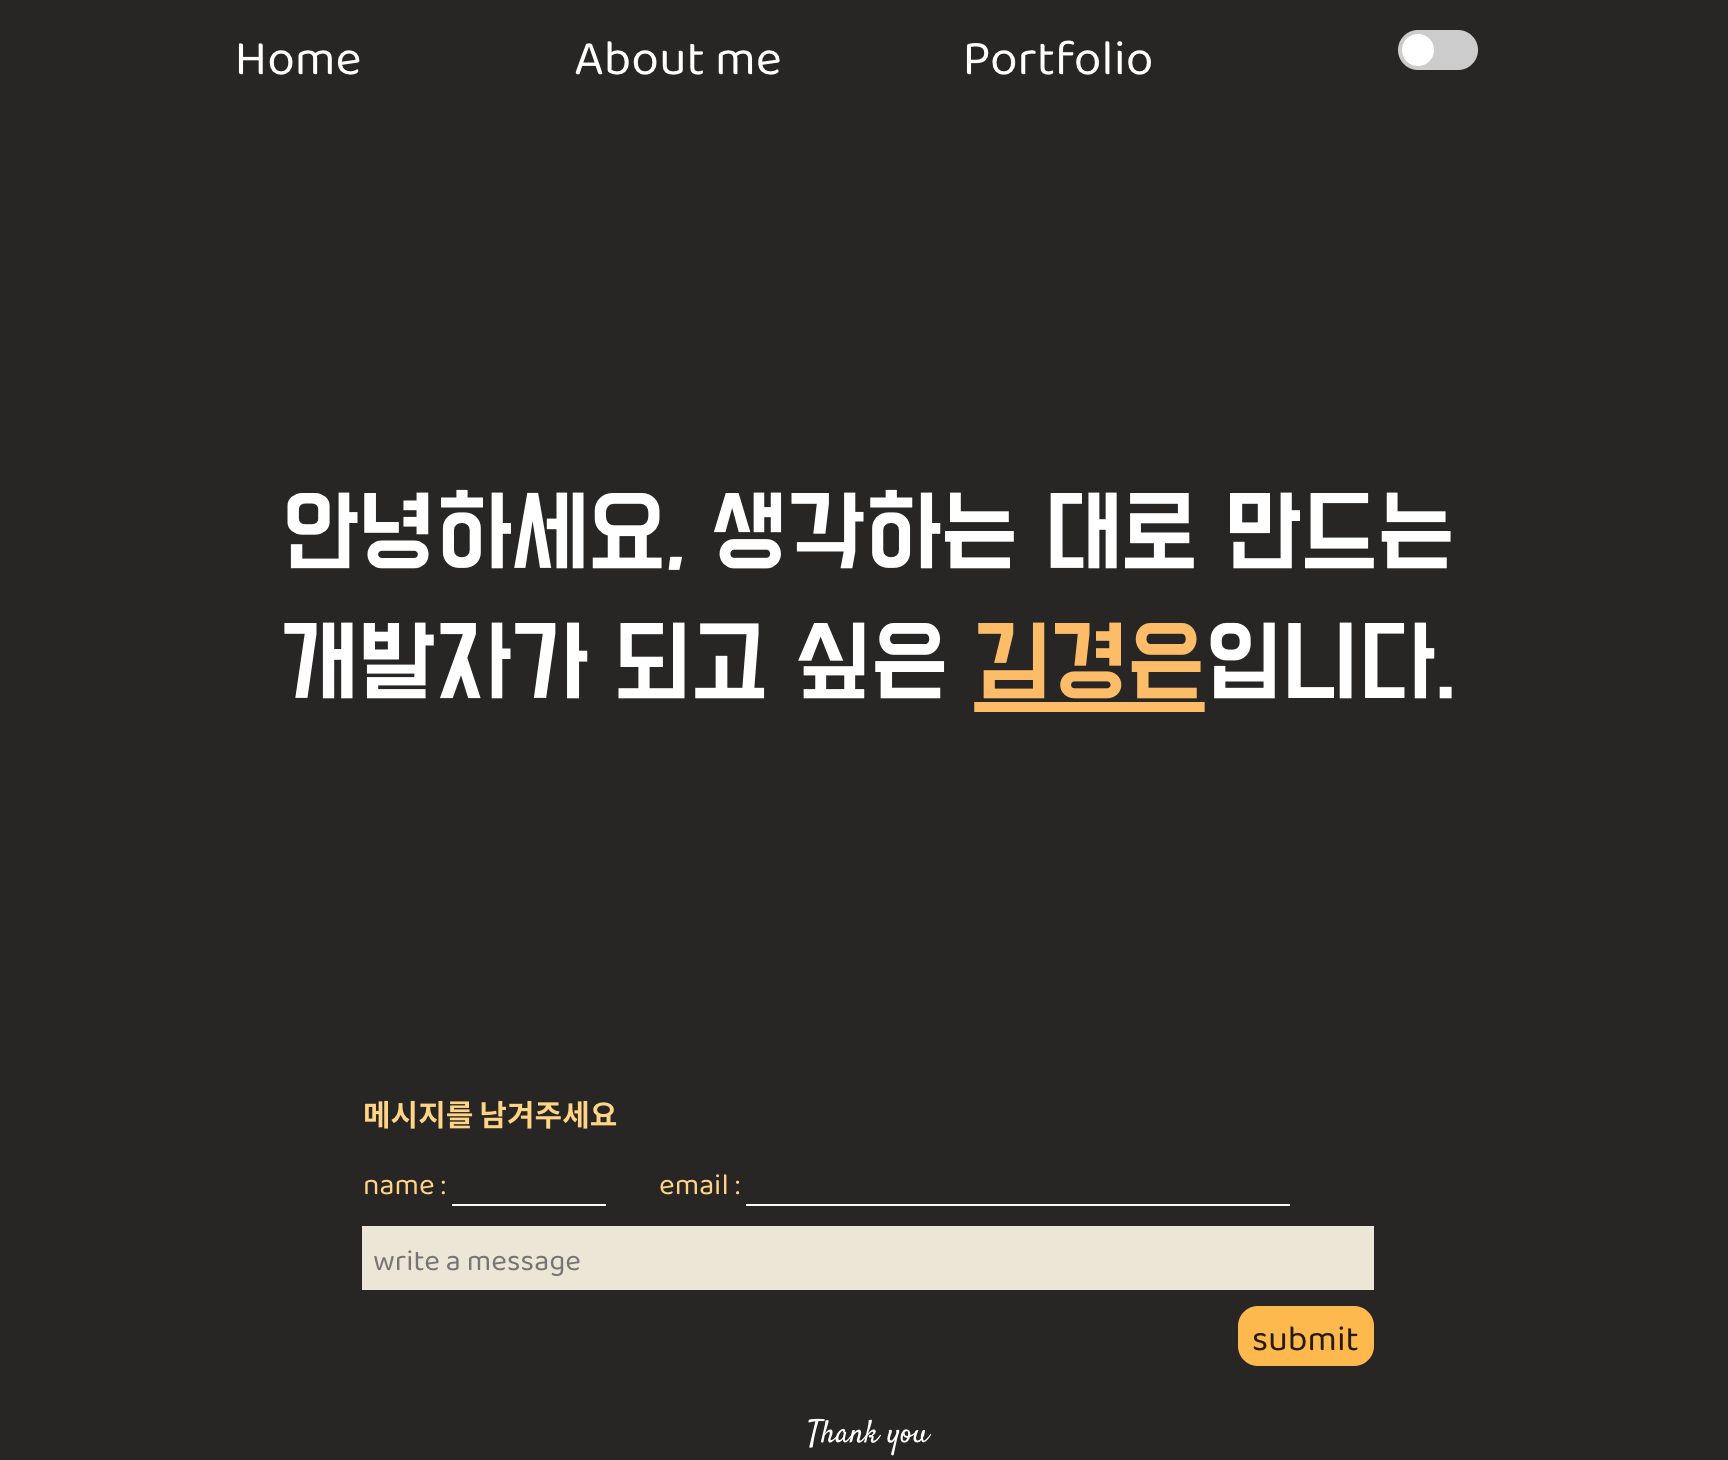 Home About me Portfolio
안녕하세요, 생각하는 대로 만드는
개발자가 되고 싶은 김경은입니다.
메시지를 남겨주세요
name : email :
write a message
submit
Thank you